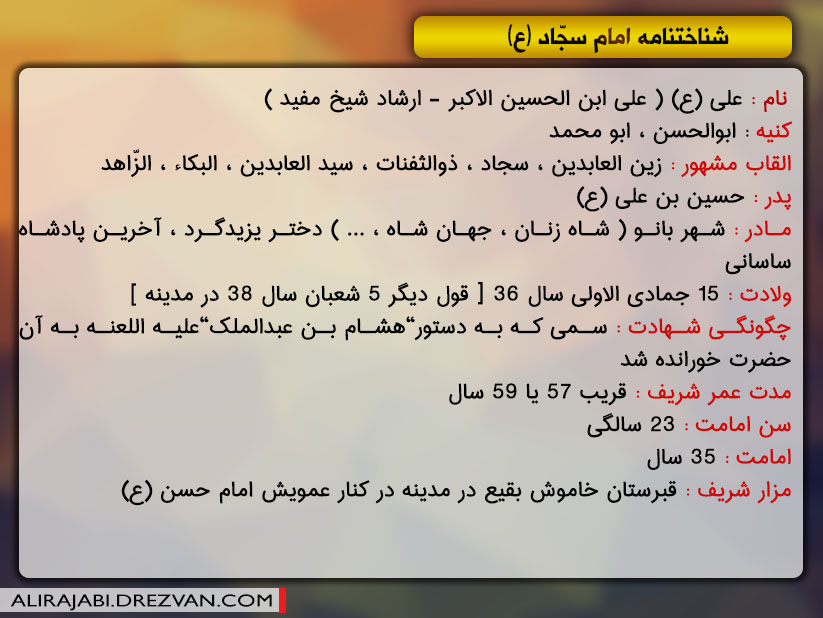 شناختنامه امام سجّاد (ع)
نام : علی (ع) ( علی ابن الحسین الاکبر - ارشاد شیخ مفید )
کنیه : ابوالحسن ، ابو محمد
القاب مشهور : زین العابدین ، سجاد ، ذوالثفنات ، سید العابدین ، البکاء ، الزّاهد
پدر : حسین بن علی (ع)
مـادر : شـهر بانـو ( شـاه زنـان ، جهـان شـاه ، ... ) دختـر یزیدگـرد ، آخریـن پادشـاه
ساسانی
ولادت : 15 جمادی الاولی سال 36 [ قول دیگر 5 شعبان سال 38 در مدینه ]
چگونگـی شـهادت : سـمی کـه بـه دستور“هشـام بـن عبدالملک“علیـه اللعنـه بـه آن
حضرت خورانده شد
مدت عمر شریف : قریب 57 یا 59 سال
سن امامت : 23 سالگی
امامت : 35 سال
مزار شریف : قبرستان خاموش بقیع در مدینه در کنار عمویش امام حسن (ع)
ALIRAJABI.DREZVAN.COM